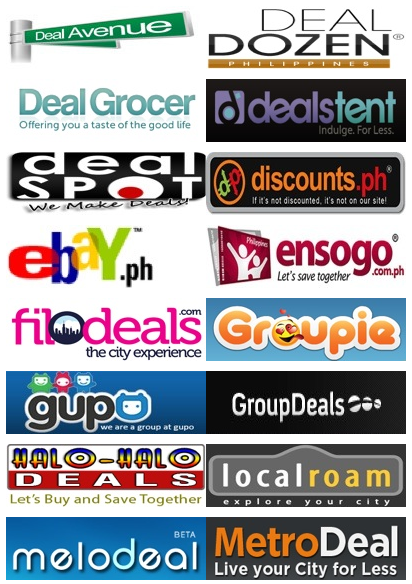 Deal Avenue
DEAL
DOZEN®
PHILIPPINES
Deal Grocer
Offering you a taste of the good life
d dealstent
Indulge. For Less.
deal
SPOT
We Make Deals!
dp discounts.ph®
If it's not discounted, it's not on our site!
ebay.ph™
Philippines
ensogo®
.com.ph
Let's save together
filodeals.com
the city experience
Groupie
gupo
we are a group at gupo
GroupDeals
HALO-HALO
DEALS
Let's Buy and Save Together
localroam
explore your city
BETA
melodeal
MetroDeal
Live your City for Less